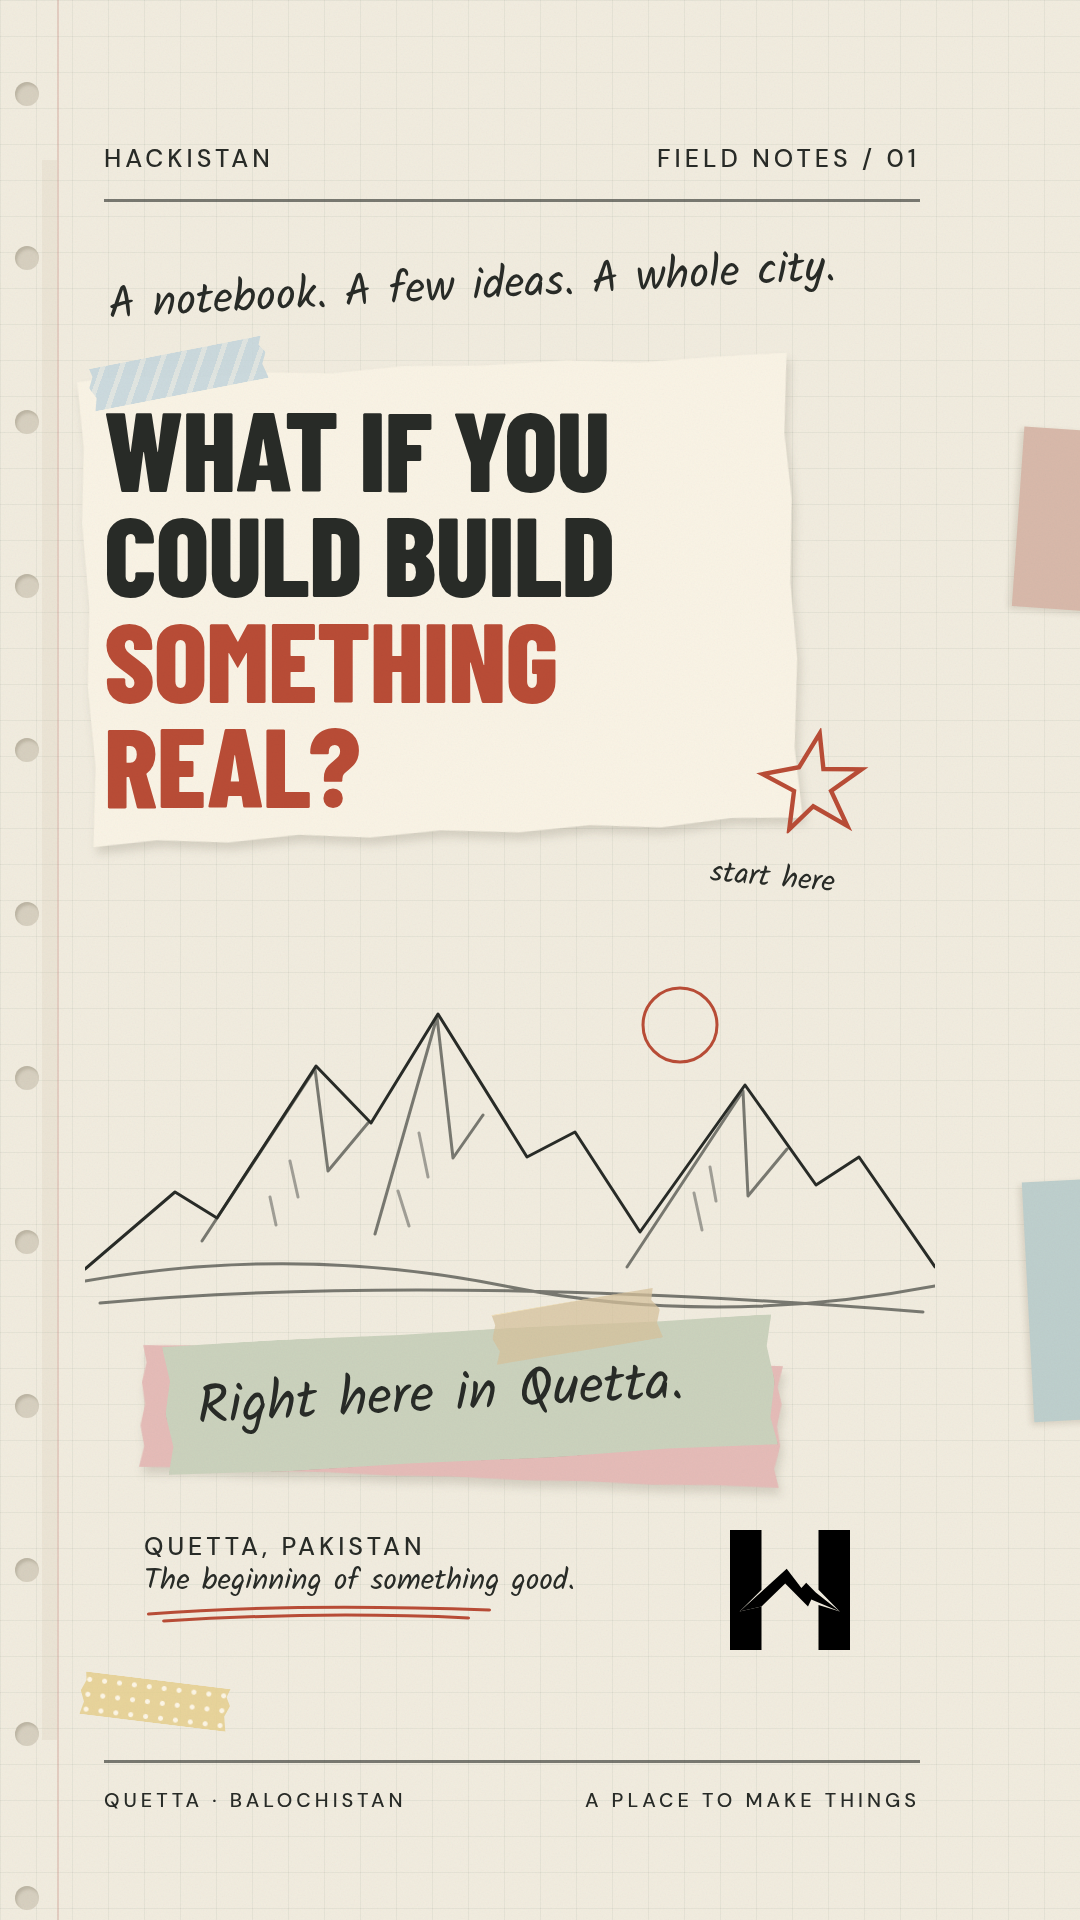 HACKISTAN
FIELD NOTES / 01
A notebook. A few ideas. A whole city.
WHAT IF YOU
COULD BUILD
SOMETHING
REAL?
start here
Right here in Quetta.
QUETTA, PAKISTAN
The beginning of something good.
H
QUETTA · BALOCHISTAN
A PLACE TO MAKE THINGS